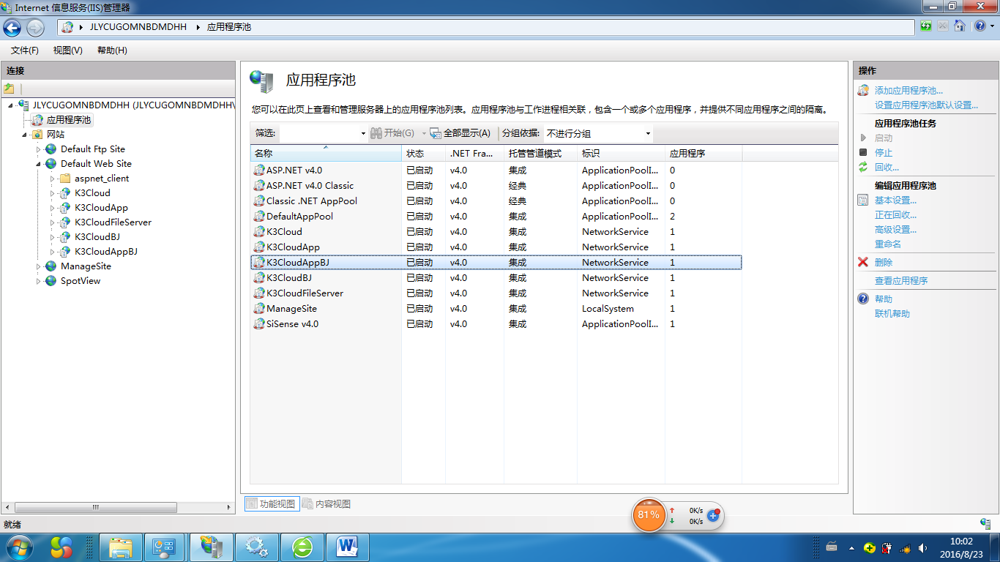 Internet 信息服务(IIS)管理器
JLYCUGOMNBDMDHH 应用程序池
文件(F) 视图(V) 帮助(H)
连接
JLYCUGOMNBDMDHH (JLYCUGOMNBDMDHH\
应用程序池
网站
Default Ftp Site
Default Web Site
aspnet_client
K3Cloud
K3CloudApp
K3CloudFileServer
K3CloudBJ
K3CloudAppBJ
ManageSite
SpotView
应用程序池
您可以在此页上查看和管理服务器上的应用程序池列表。应用程序池与工作进程相关联，包含一个或多个应用程序，并提供不同应用程序之间的隔离。
筛选: 开始(G) 全部显示(A) 分组依据: 不进行分组
名称 状态 .NET Fra... 托管管道模式 标识 应用程序
ASP.NET v4.0 已启动 v4.0 集成 ApplicationPoolI... 0
ASP.NET v4.0 Classic 已启动 v4.0 经典 ApplicationPoolI... 0
Classic .NET AppPool 已启动 v4.0 经典 ApplicationPoolI... 0
DefaultAppPool 已启动 v4.0 集成 ApplicationPoolI... 2
K3Cloud 已启动 v4.0 集成 NetworkService 1
K3CloudApp 已启动 v4.0 集成 NetworkService 1
K3CloudAppBJ 已启动 v4.0 集成 NetworkService 1
K3CloudBJ 已启动 v4.0 集成 NetworkService 1
K3CloudFileServer 已启动 v4.0 集成 NetworkService 1
ManageSite 已启动 v4.0 集成 LocalSystem 1
SiSense v4.0 已启动 v4.0 集成 ApplicationPoolI... 1
功能视图 内容视图
操作
添加应用程序池...
设置应用程序池默认设置...
应用程序池任务
启动
停止
回收...
编辑应用程序池
基本设置...
正在回收...
高级设置...
重命名
删除
查看应用程序
帮助
联机帮助
81%
0K/s
0K/s
就绪
10:02
2016/8/23